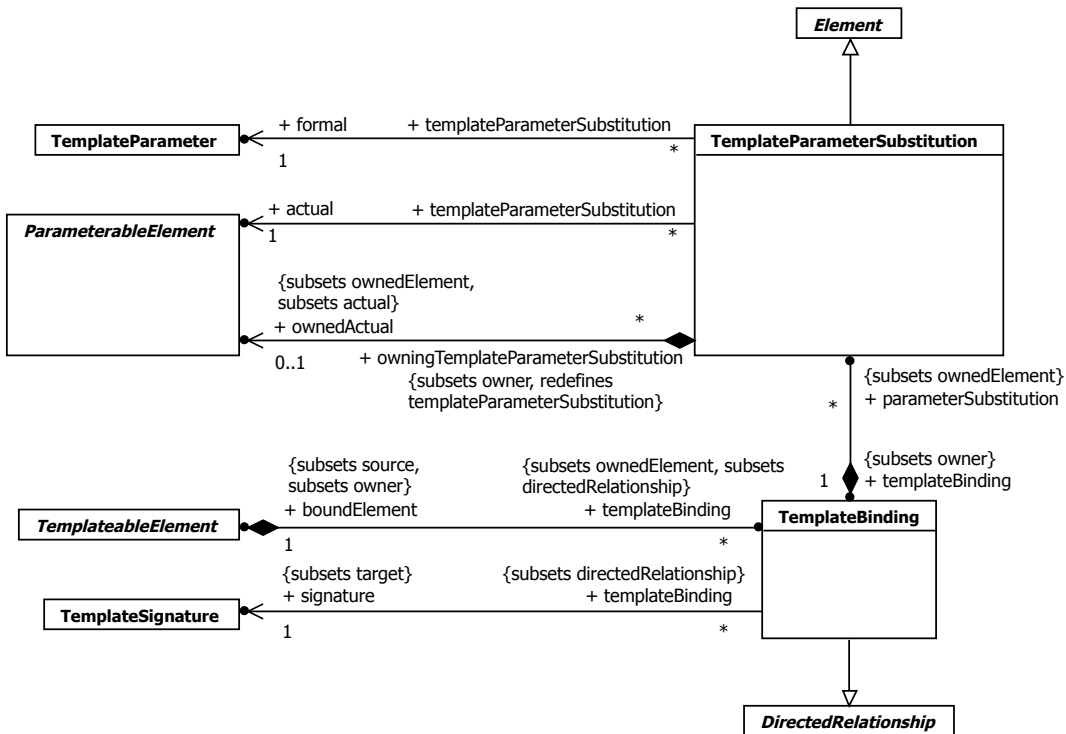 Element
+ formal
+ templateParameterSubstitution
TemplateParameter
TemplateParameterSubstitution
1
*
+ actual
+ templateParameterSubstitution
ParameterableElement
1
*
{subsets ownedElement,
subsets actual}
+ ownedActual
*
0..1
+ owningTemplateParameterSubstitution
{subsets owner, redefines
templateParameterSubstitution}
{subsets ownedElement}
+ parameterSubstitution
*
{subsets owner}
+ templateBinding
1
{subsets source,
subsets owner}
+ boundElement
{subsets ownedElement, subsets
directedRelationship}
+ templateBinding
TemplateableElement
TemplateBinding
1
*
{subsets target}
+ signature
{subsets directedRelationship}
+ templateBinding
TemplateSignature
1
*
DirectedRelationship